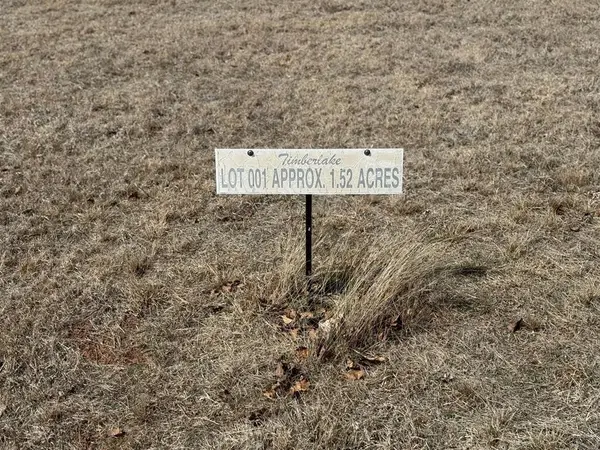 Timberlake
LOT 001 APPROX. 1.52 ACRES